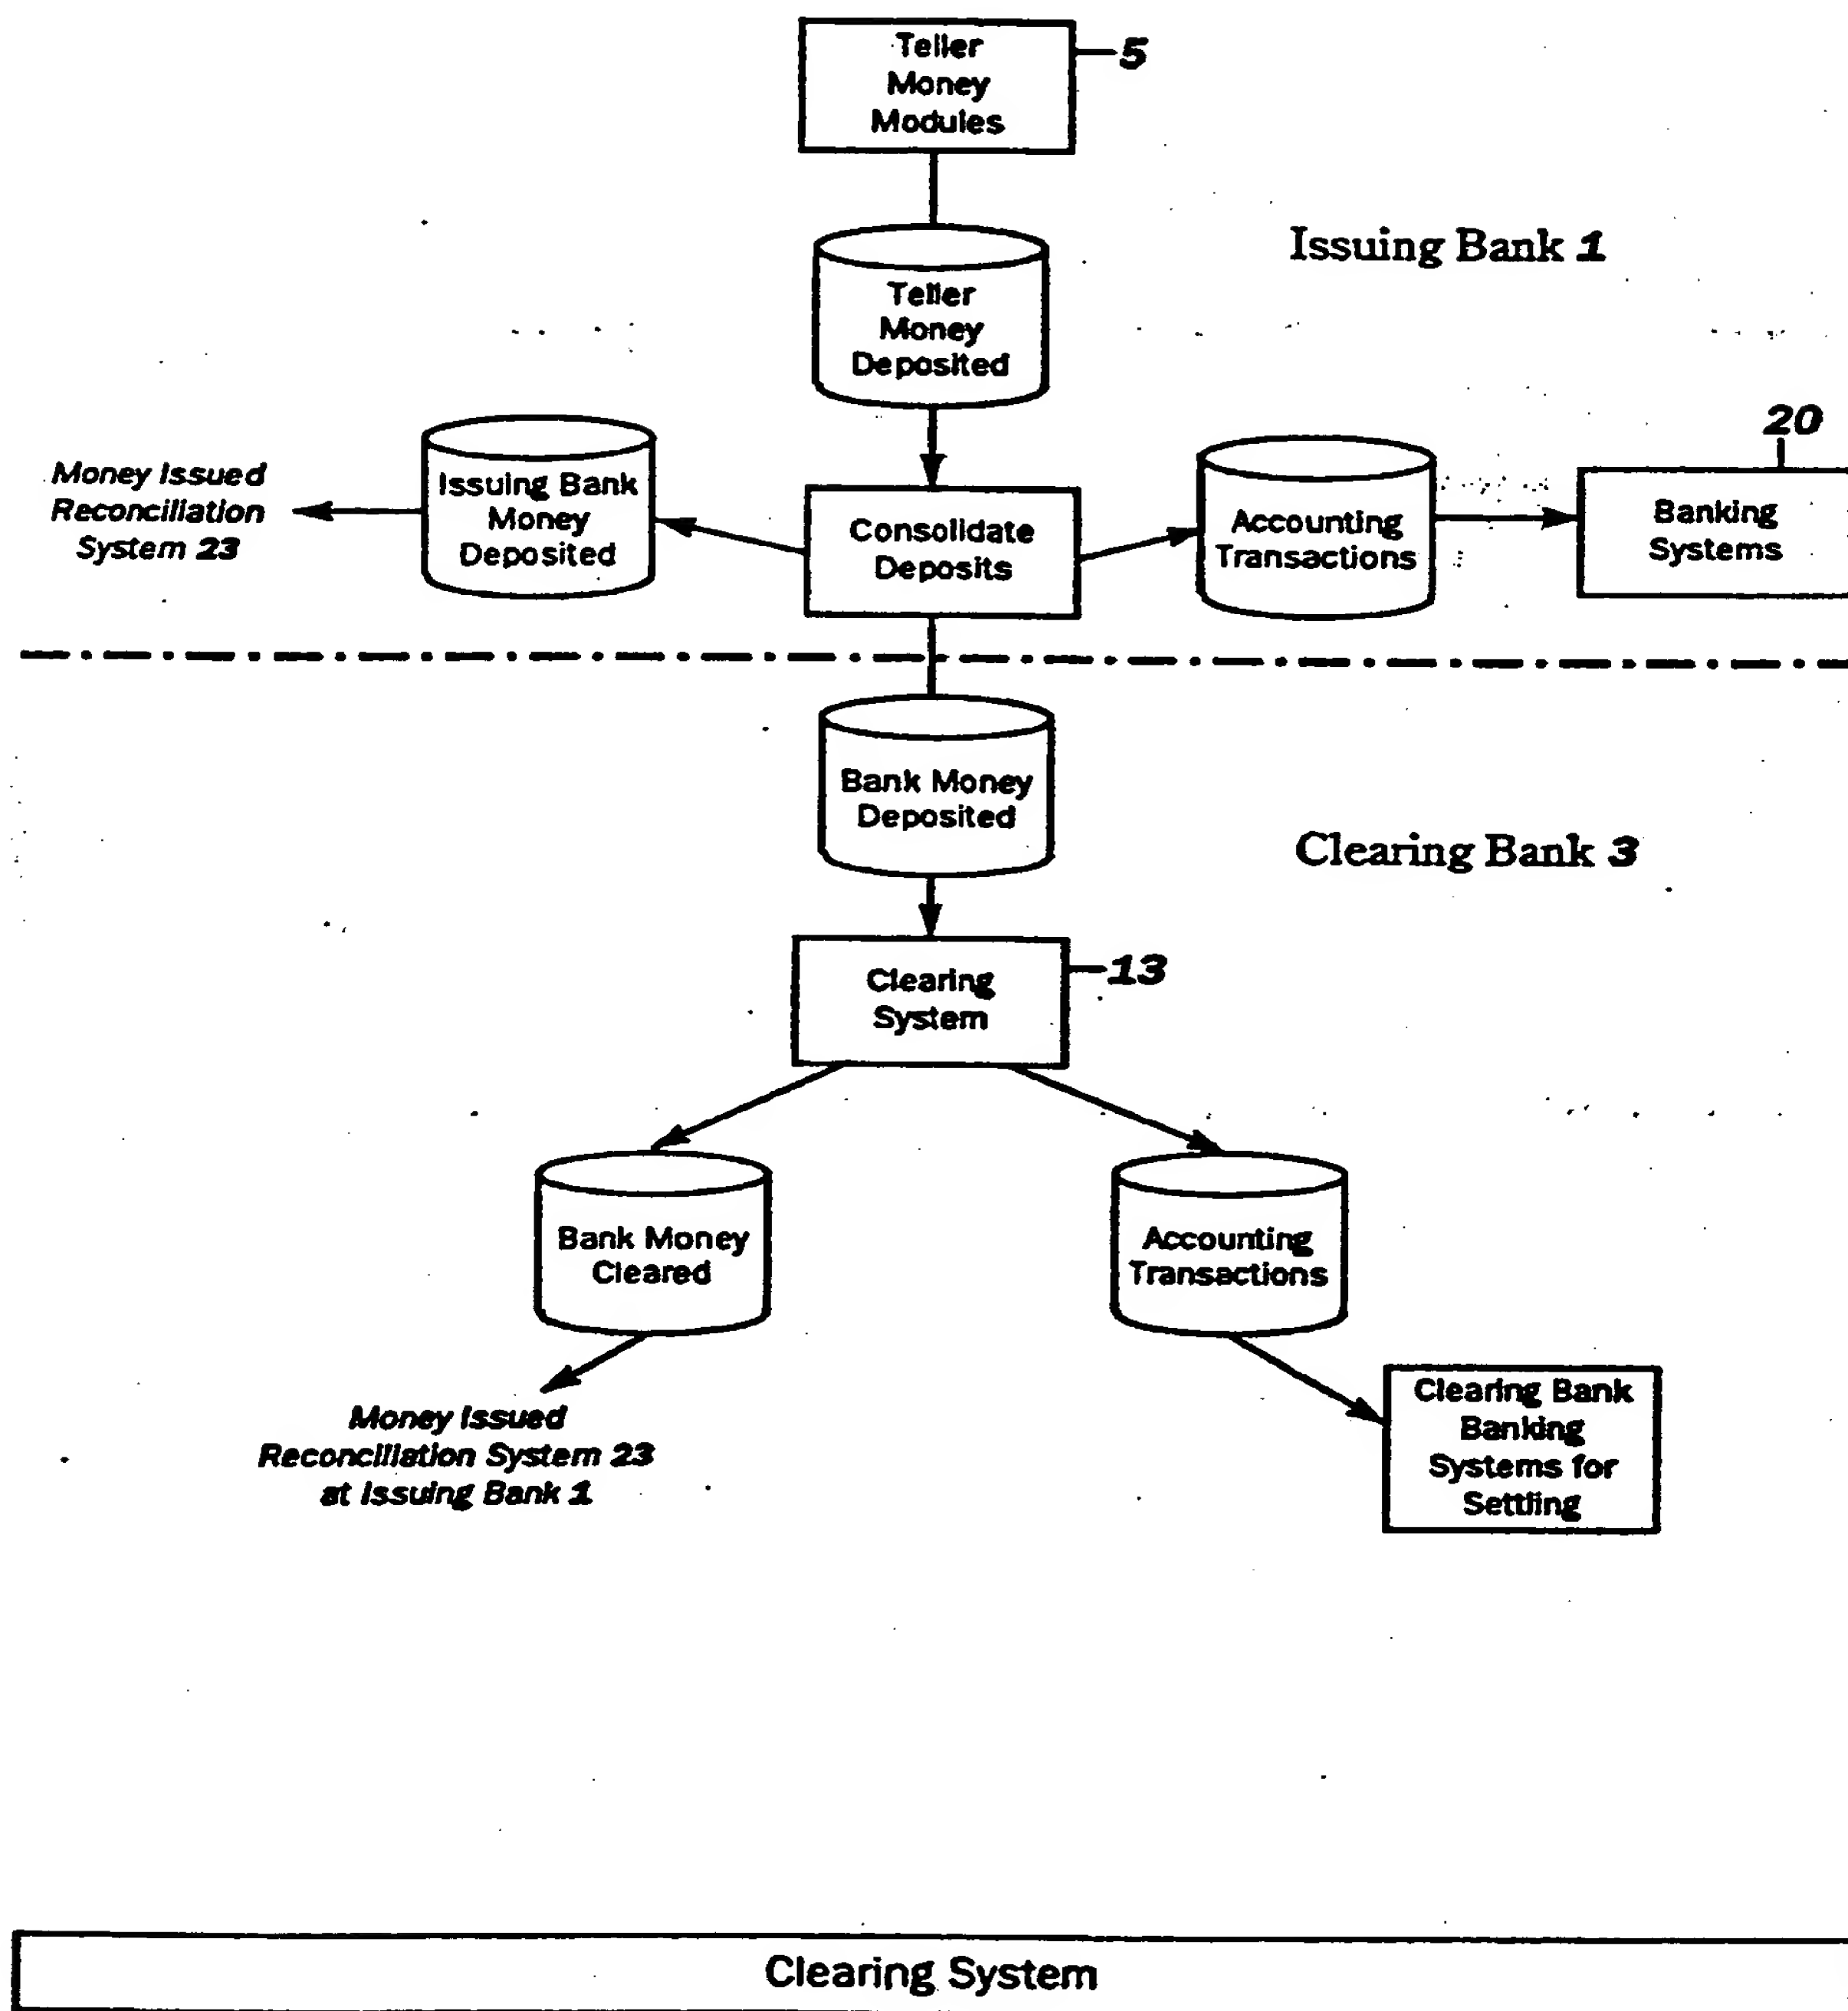 Teller
Money
Modules
5
Issuing Bank 1
Teller
Money
Deposited
20
Money Issued
Reconciliation
System 23
Issuing Bank
Money
Deposited
Consolidate
Deposits
Accounting
Transactions
Banking
Systems
Bank Money
Deposited
Clearing Bank 3
Clearing
System
13
Bank Money
Cleared
Accounting
Transactions
Money Issued
Reconciliation System 23
at Issuing Bank 1
Clearing Bank
Banking
Systems for
Settling
Clearing System